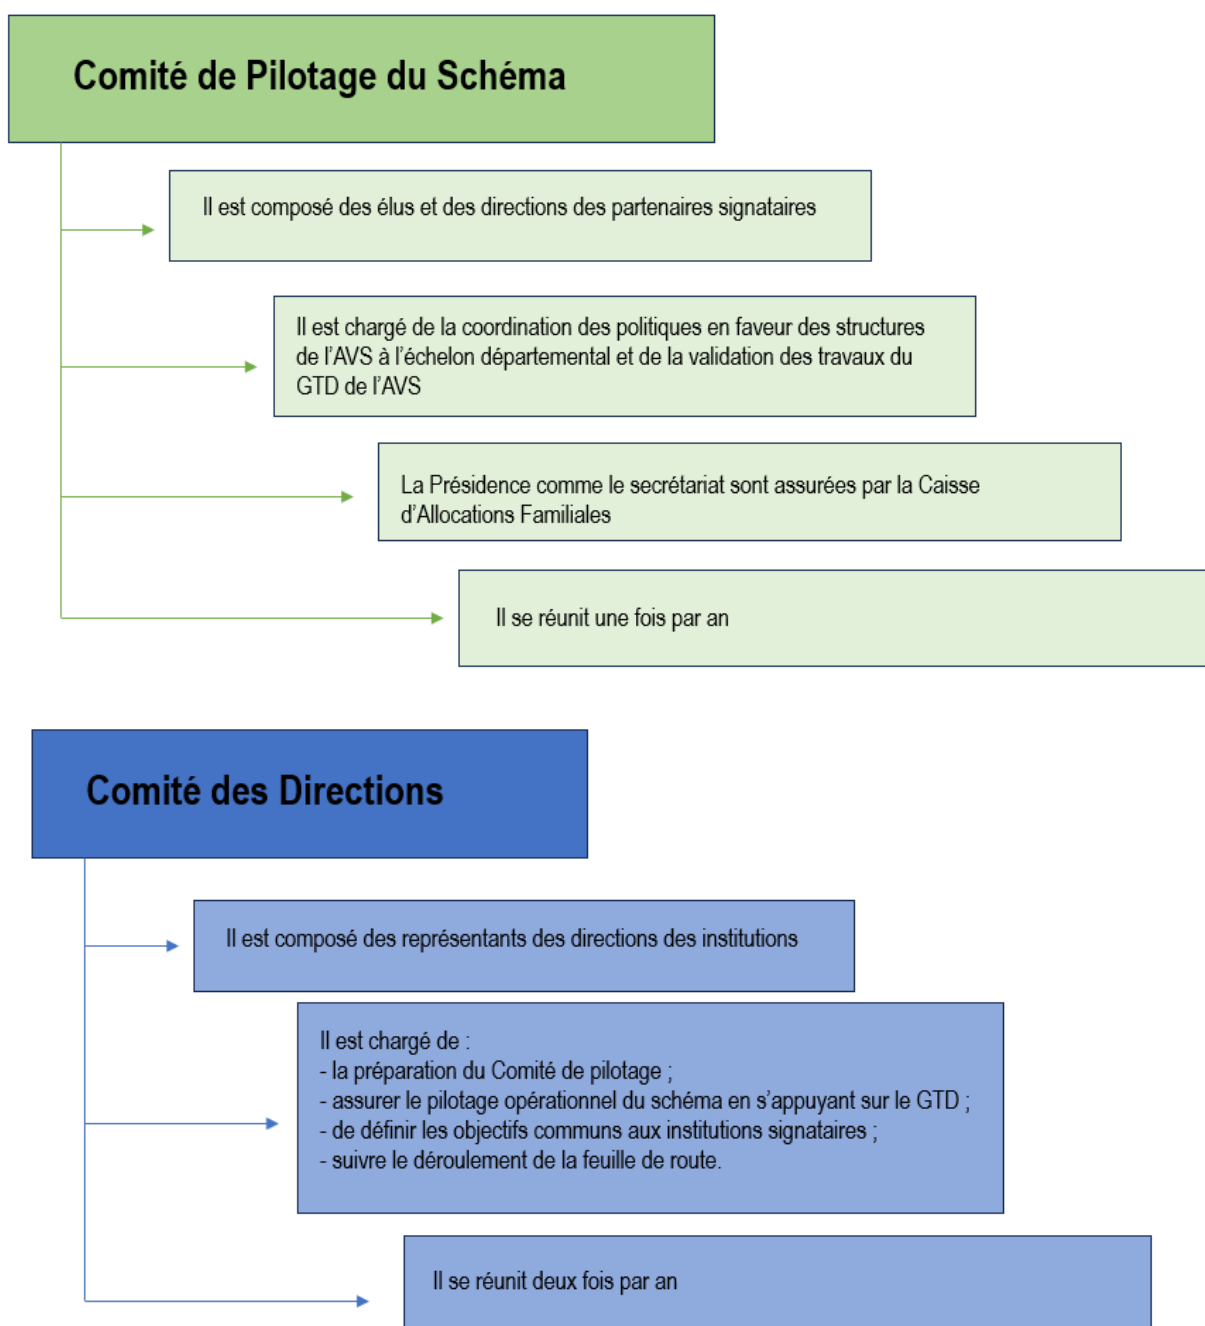 Comité de Pilotage du Schéma
Il est composé des élus et des directions des partenaires signataires
Il est chargé de la coordination des politiques en faveur des structures
de l’AVS à l’échelon départemental et de la validation des travaux du
GTD de l’AVS
La Présidence comme le secrétariat sont assurées par la Caisse
d’Allocations Familiales
Il se réunit une fois par an
Comité des Directions
Il est composé des représentants des directions des institutions
Il est chargé de :
- la préparation du Comité de pilotage ;
- assurer le pilotage opérationnel du schéma en s’appuyant sur le GTD ;
- de définir les objectifs communs aux institutions signataires ;
- suivre le déroulement de la feuille de route.
Il se réunit deux fois par an